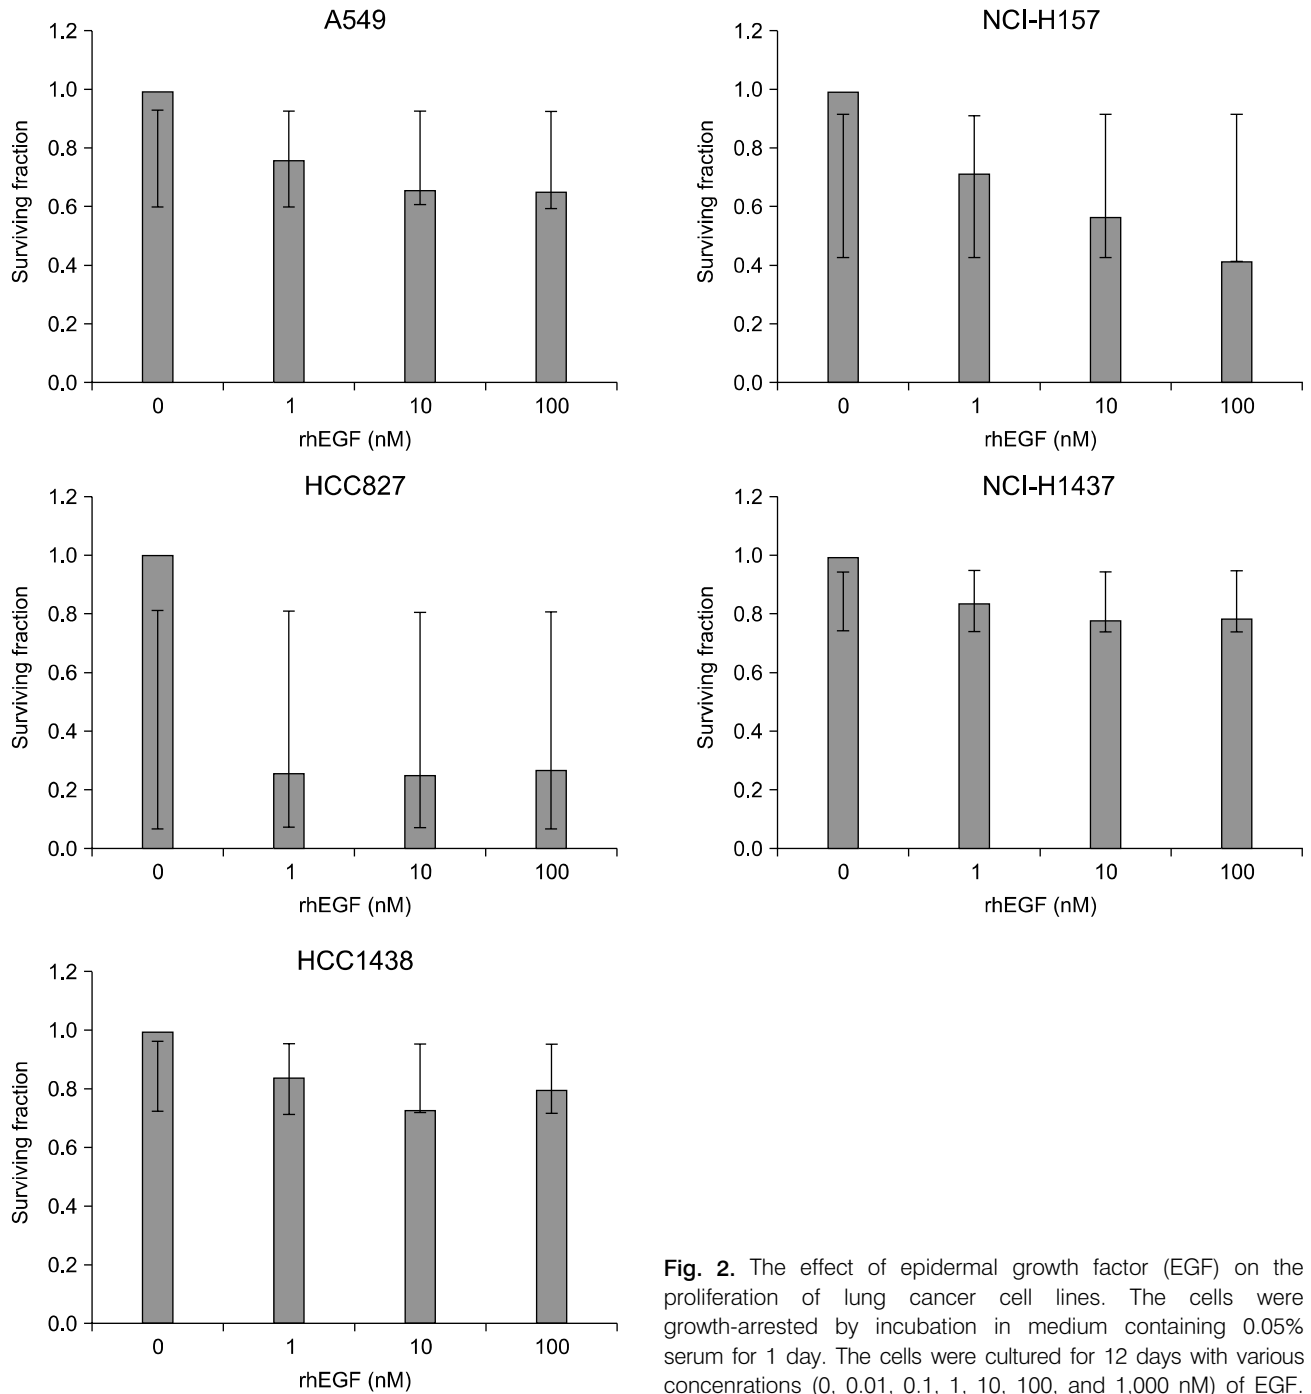 A549
1.2
1.0
0.8
0.6
0.4
0.2
0.0
Surviving fraction
0 1 10 100
rhEGF (nM)
NCI-H157
1.2
1.0
0.8
0.6
0.4
0.2
0.0
Surviving fraction
0 1 10 100
rhEGF (nM)
HCC827
1.2
1.0
0.8
0.6
0.4
0.2
0.0
Surviving fraction
0 1 10 100
rhEGF (nM)
NCI-H1437
1.2
1.0
0.8
0.6
0.4
0.2
0.0
Surviving fraction
0 1 10 100
rhEGF (nM)
HCC1438
1.2
1.0
0.8
0.6
0.4
0.2
0.0
Surviving fraction
0 1 10 100
rhEGF (nM)
Fig. 2. The effect of epidermal growth factor (EGF) on the
proliferation of lung cancer cell lines. The cells were
growth-arrested by incubation in medium containing 0.05%
serum for 1 day. The cells were cultured for 12 days with various
concenrations (0, 0.01, 0.1, 1, 10, 100, and 1,000 nM) of EGF.